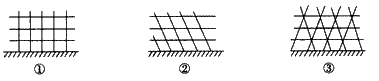 ① ② ③